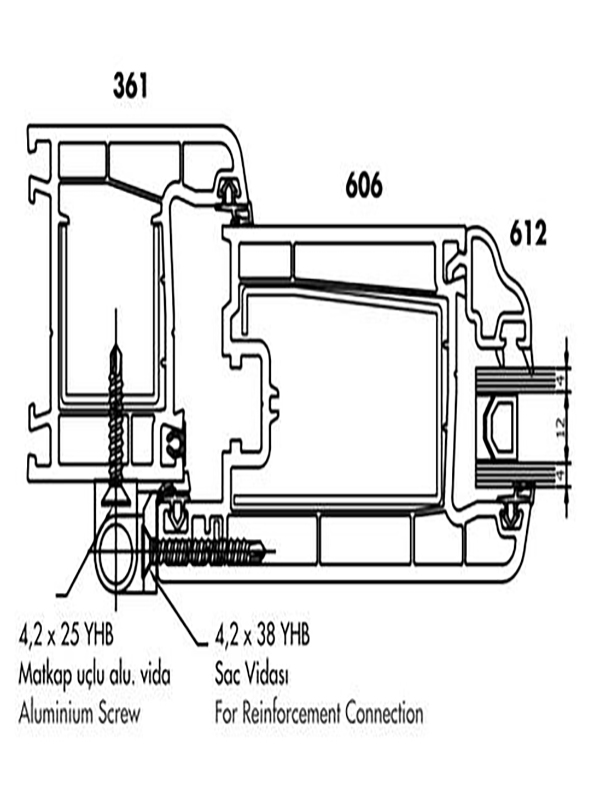 361
606
612
4
12
4
4,2 x 25 YHB
Matkap uçlu alu. vida
Aluminium Screw
4,2 x 38 YHB
Sac Vidası
For Reinforcement Connection